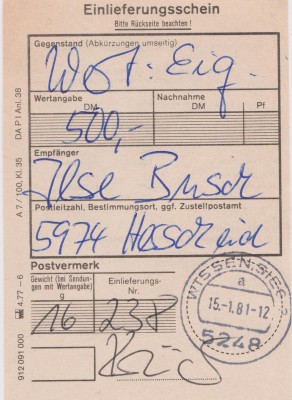 Einlieferungsschein
Bitte Rückseite beachten!
Gegenstand (Abkürzungen umseitig)
Wert: Eig.
Wertangabe DM
Nachnahme DM Pf
500,-
Empfänger
Ilse Busch
Postleitzahl, Bestimmungsort, ggf. Zustellpostamt
5974 Herscheid
Postvermerk
Gewicht (bei Sendungen mit Wertangabe) g
Einlieferungs-Nr.
16 238
WISSEN, SIEG
a
15.-1.81-12
5248
DA P I Anl. 38
A 7/100, Kl. 35
4.77-6
912 091 000